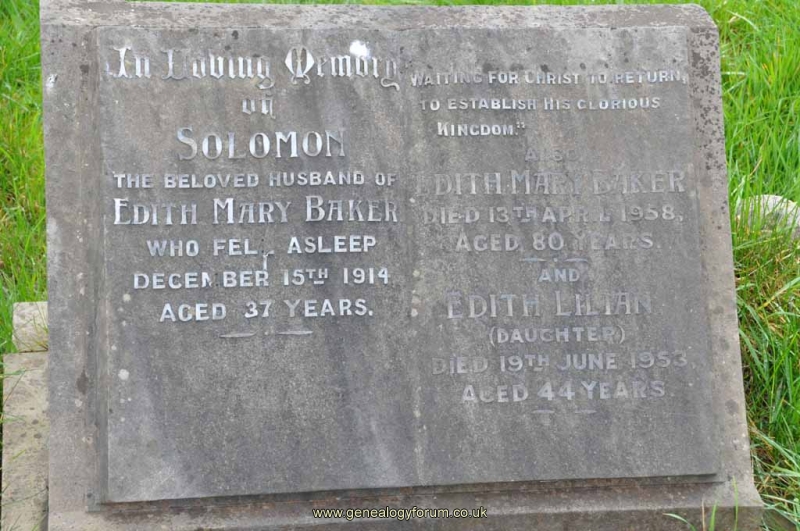 In Loving Memory
of
SOLOMON
THE BELOVED HUSBAND OF
EDITH MARY BAKER
WHO FELL ASLEEP
DECEMBER 15TH 1914
AGED 37 YEARS.
WAITING FOR CHRIST TO RETURN,
TO ESTABLISH HIS GLORIOUS
KINGDOM."
ALSO
EDITH MARY BAKER
DIED 13TH APRIL 1958,
AGED 80 YEARS.
AND
EDITH LILIAN
(DAUGHTER)
DIED 19TH JUNE 1953
AGED 44 YEARS.
www.genealogyforum.co.uk